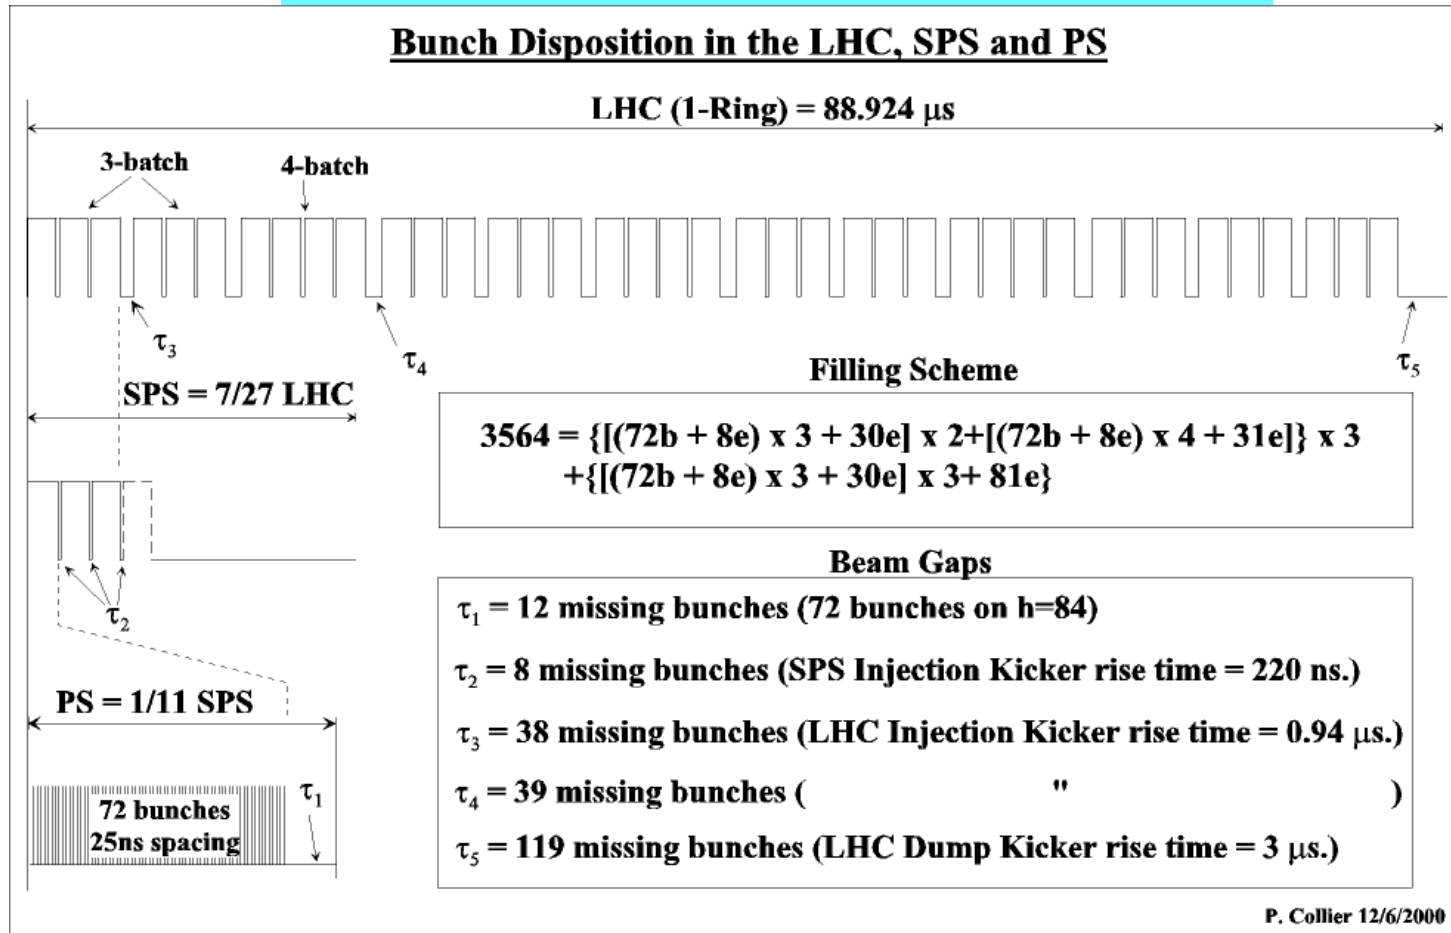 Bunch Disposition in the LHC, SPS and PS
LHC (1-Ring) = 88.924 μs
3-batch
4-batch
τ3
τ4
τ5
SPS = 7/27 LHC
Filling Scheme
3564 = {[(72b + 8e) x 3 + 30e] x 2+[(72b + 8e) x 4 + 31e]} x 3
+{[(72b + 8e) x 3 + 30e] x 3+ 81e}
τ2
Beam Gaps
τ1 = 12 missing bunches (72 bunches on h=84)
τ2 = 8 missing bunches (SPS Injection Kicker rise time = 220 ns.)
τ3 = 38 missing bunches (LHC Injection Kicker rise time = 0.94 μs.)
τ4 = 39 missing bunches ( " )
τ5 = 119 missing bunches (LHC Dump Kicker rise time = 3 μs.)
PS = 1/11 SPS
72 bunches
25ns spacing
τ1
P. Collier 12/6/2000